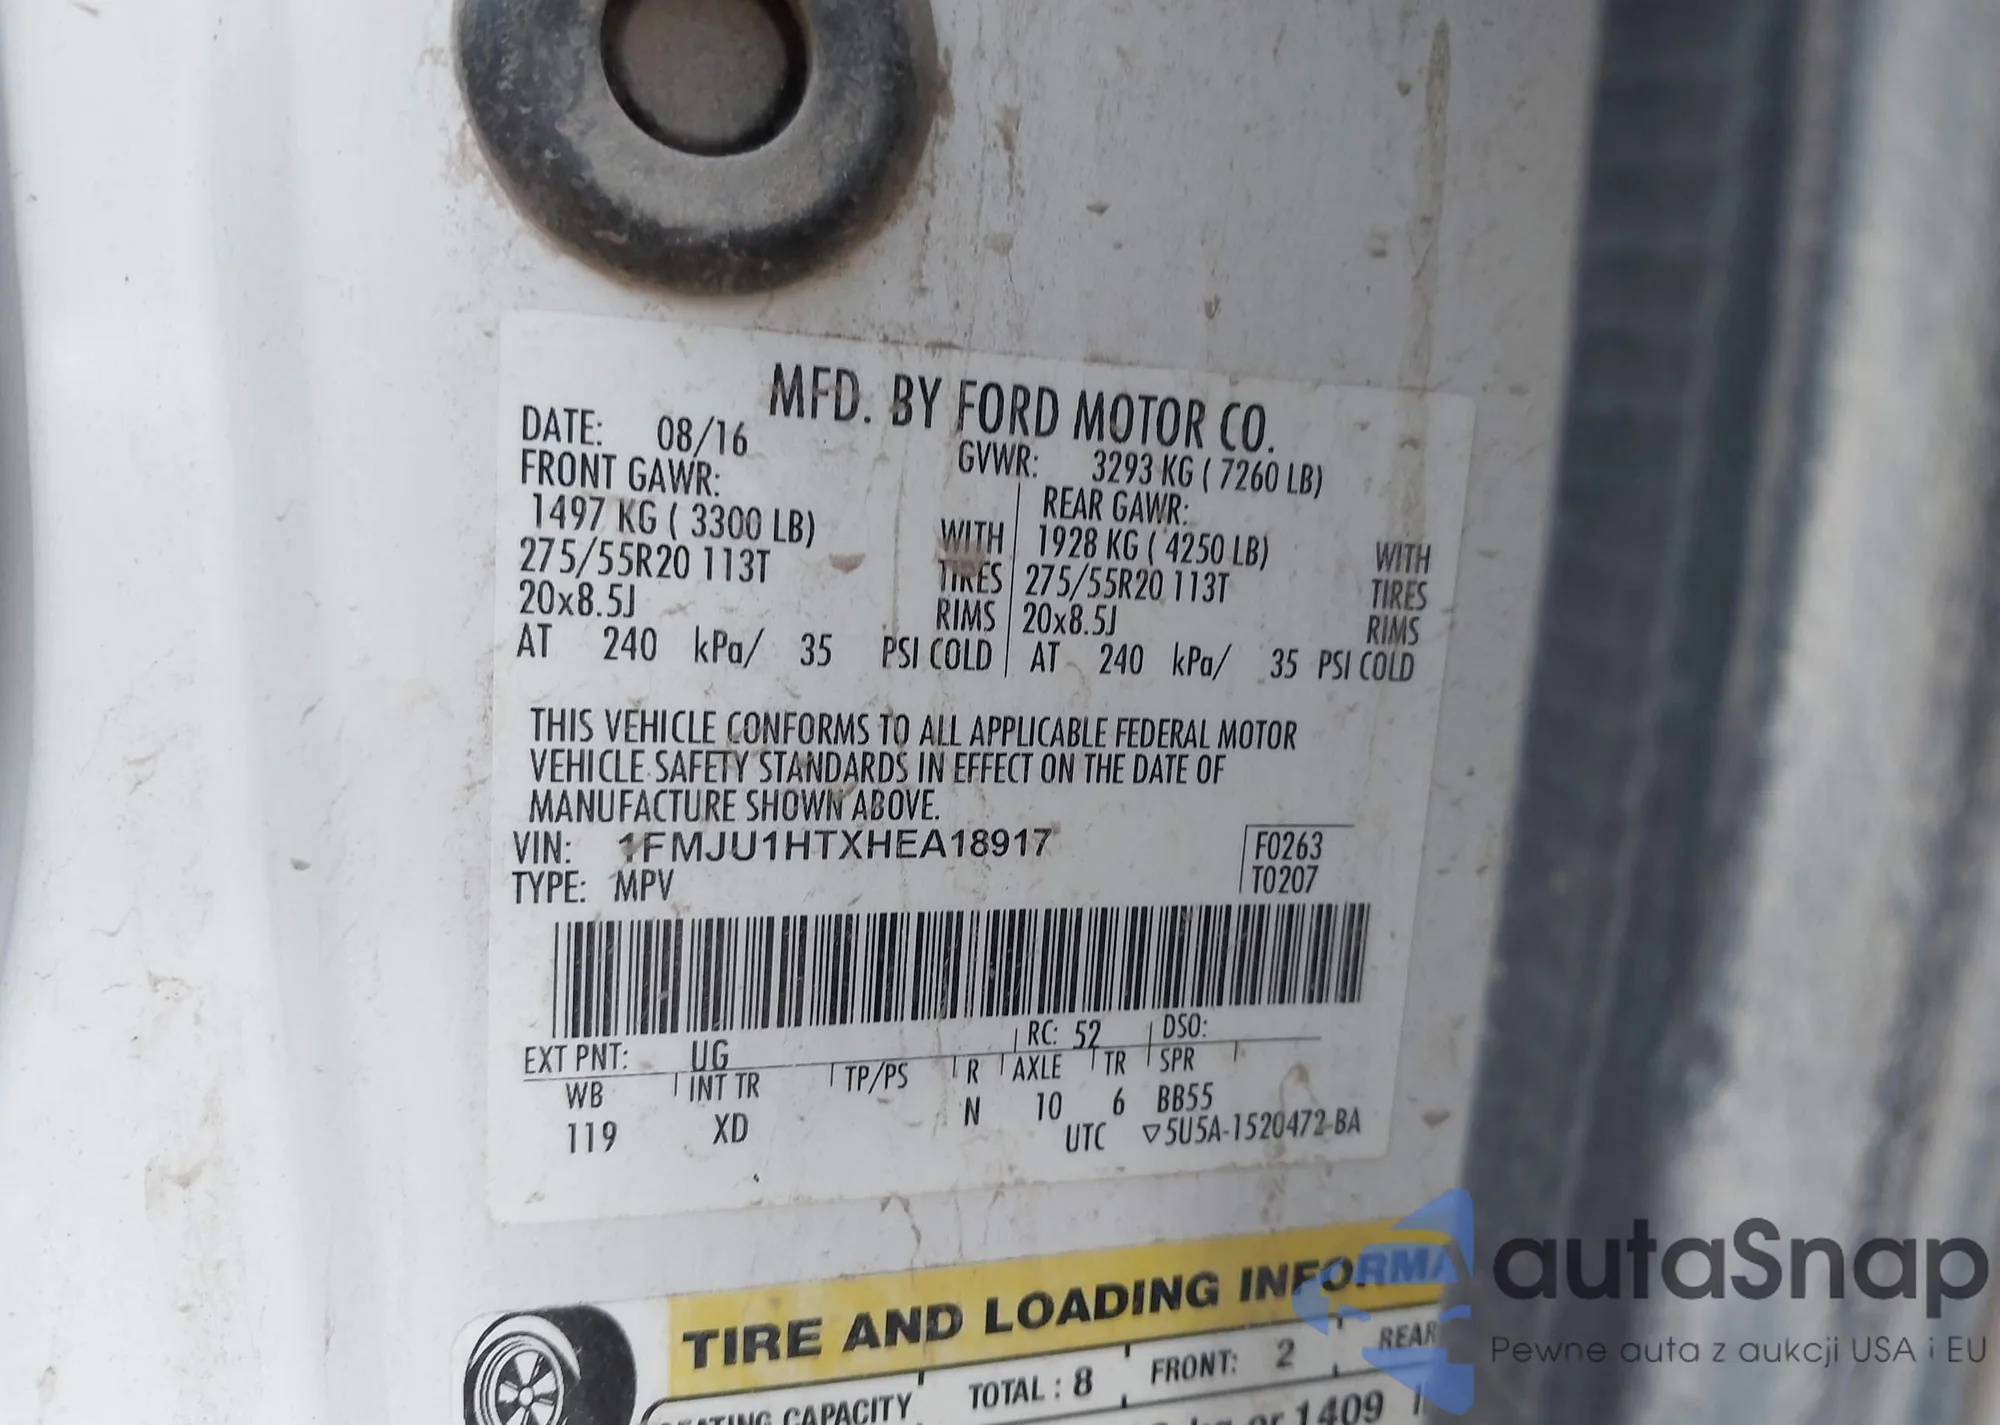 MFD. BY FORD MOTOR CO.
DATE: 08/16 GVWR: 3293 KG ( 7260 LB)
FRONT GAWR: REAR GAWR:
1497 KG ( 3300 LB) WITH 1928 KG ( 4250 LB) WITH
275/55R20 113T TIRES 275/55R20 113T TIRES
20x8.5J RIMS 20x8.5J RIMS
AT 240 kPa/ 35 PSI COLD AT 240 kPa/ 35 PSI COLD
THIS VEHICLE CONFORMS TO ALL APPLICABLE FEDERAL MOTOR
VEHICLE SAFETY STANDARDS IN EFFECT ON THE DATE OF
MANUFACTURE SHOWN ABOVE.
VIN: 1FMJU1HTXHEA18917 F0263
TYPE: MPV T0207
EXT PNT: UG RC: 52 DSO:
WB INT TR TP/PS R AXLE TR SPR
119 XD N 10 6 BB55
UTC ▽5U5A-1520472-BA
TIRE AND LOADING INFORMA
CAPACITY TOTAL : 8 FRONT: 2 REAR
or 1409
autaSnap
Pewne auta z aukcji USA i EU